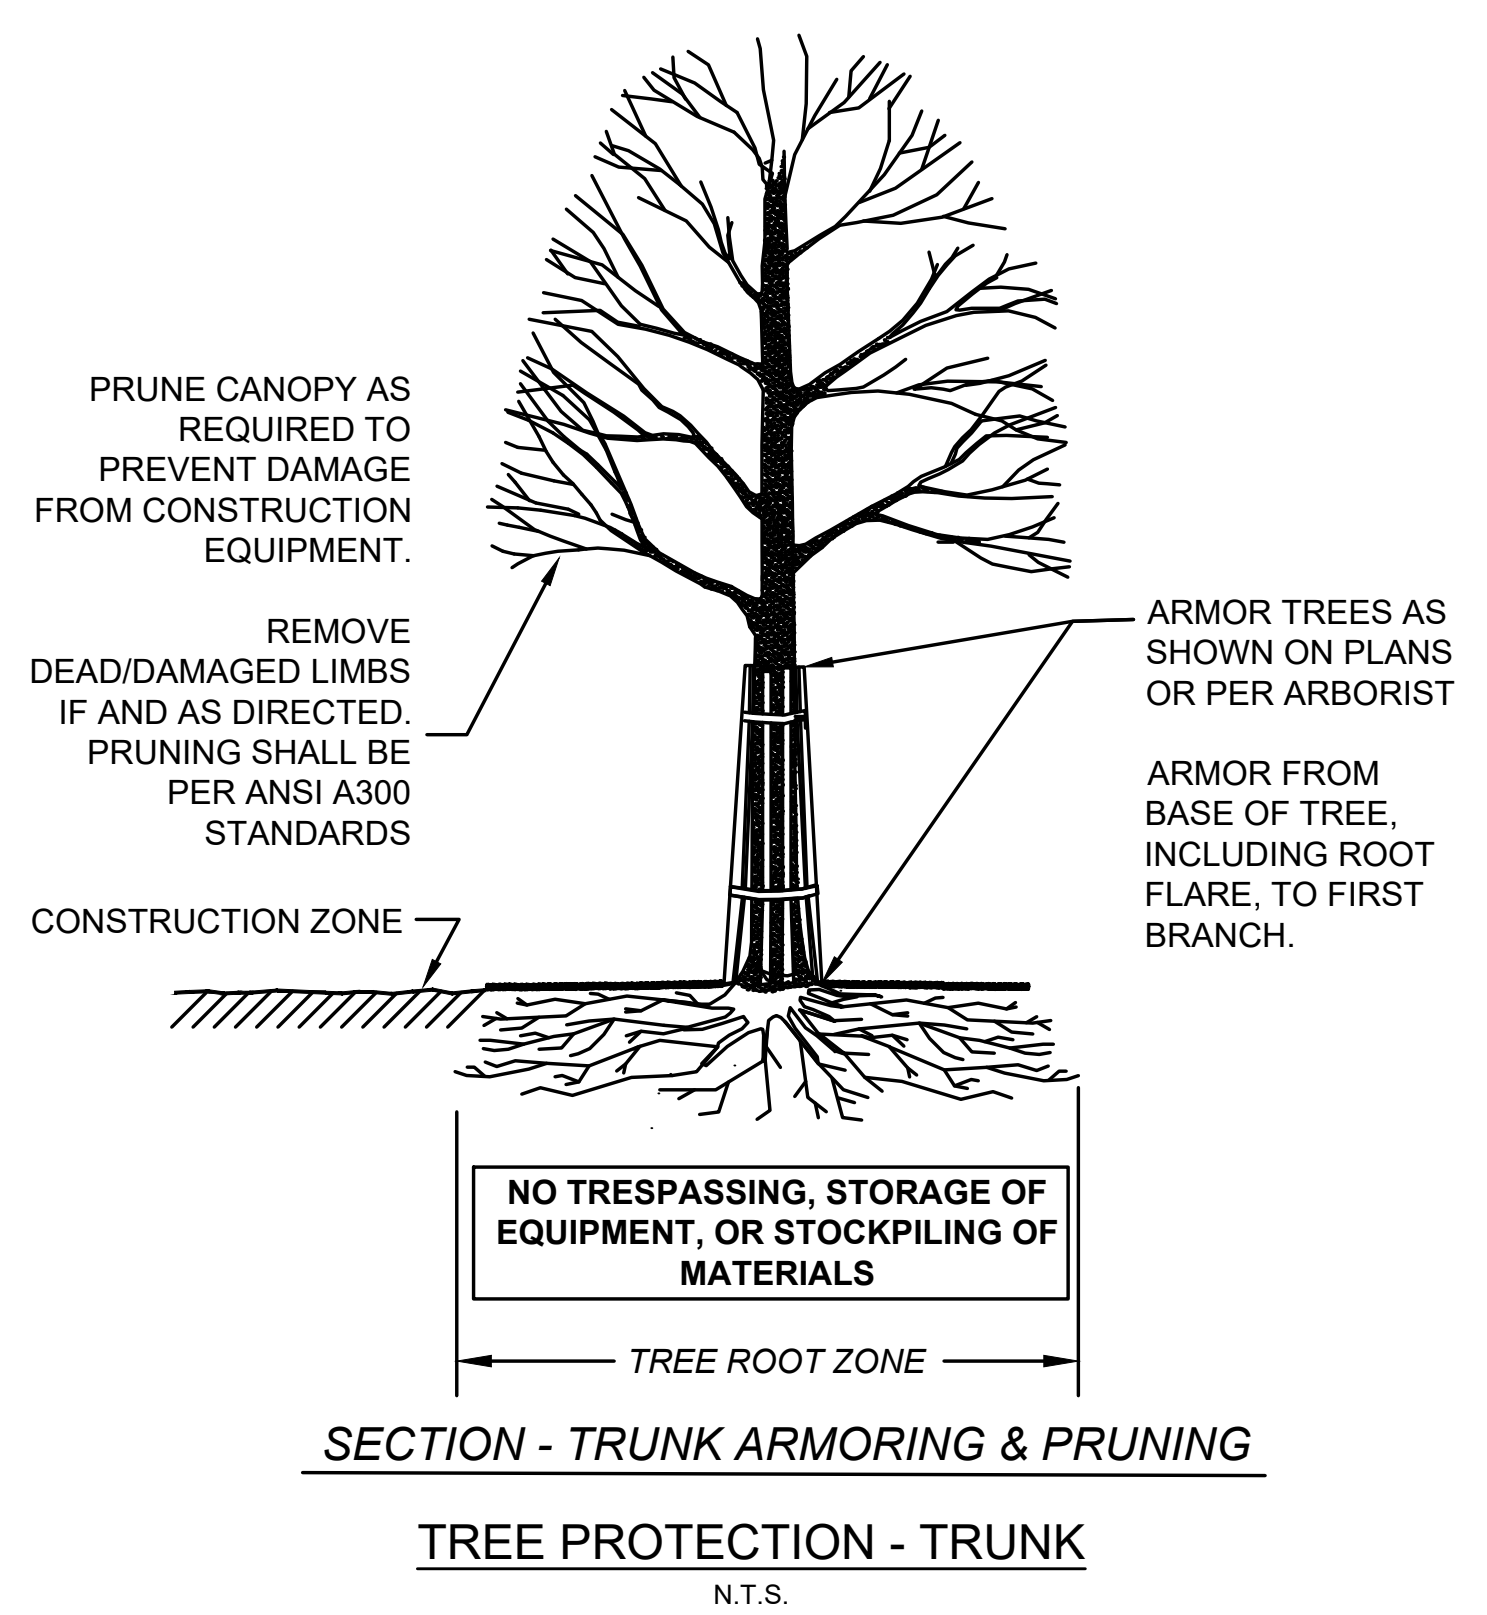 PRUNE CANOPY AS
REQUIRED TO
PREVENT DAMAGE
FROM CONSTRUCTION
EQUIPMENT.
REMOVE
DEAD/DAMAGED LIMBS
IF AND AS DIRECTED.
PRUNING SHALL BE
PER ANSI A300
STANDARDS
CONSTRUCTION ZONE
ARMOR TREES AS
SHOWN ON PLANS
OR PER ARBORIST
ARMOR FROM
BASE OF TREE,
INCLUDING ROOT
FLARE, TO FIRST
BRANCH.
NO TRESPASSING, STORAGE OF
EQUIPMENT, OR STOCKPILING OF
MATERIALS
TREE ROOT ZONE
SECTION - TRUNK ARMORING & PRUNING
TREE PROTECTION - TRUNK
N.T.S.